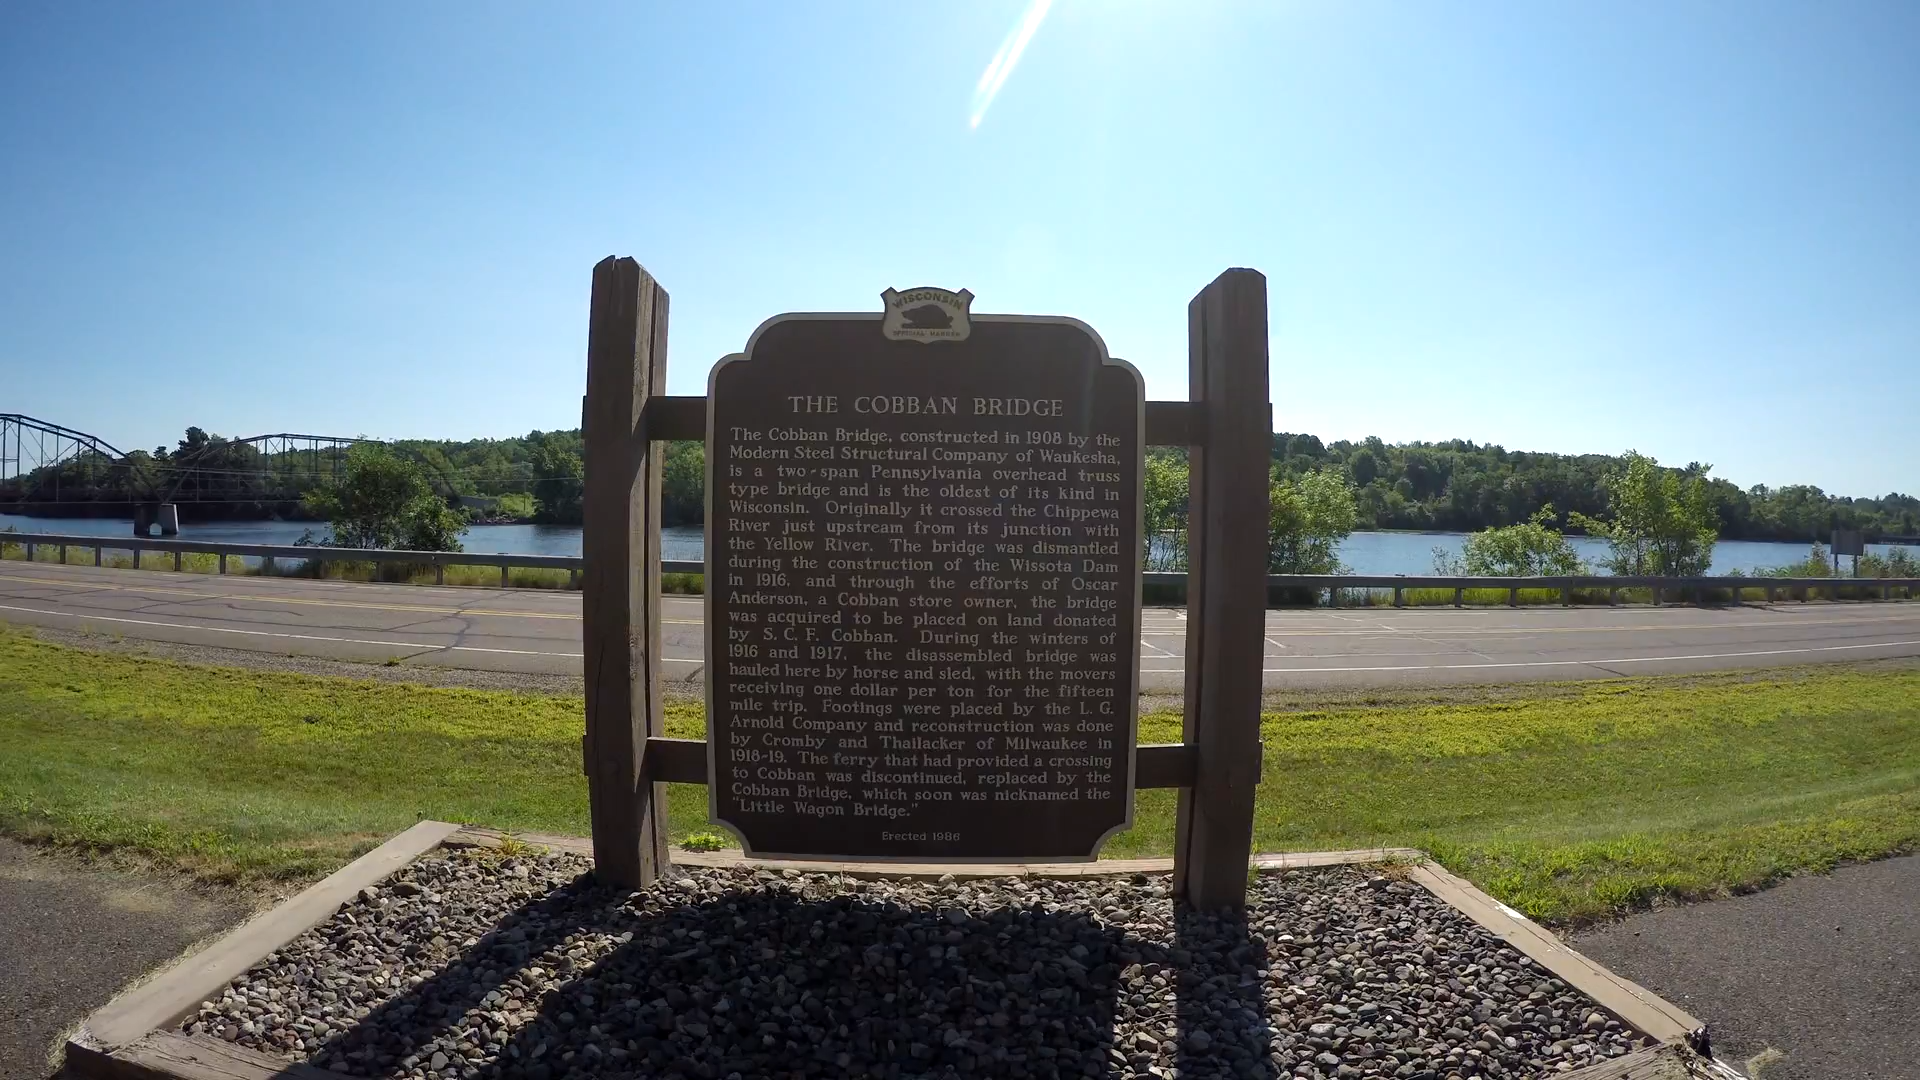 WISCONSIN
OFFICIAL MARKER
THE COBBAN BRIDGE
The Cobban Bridge, constructed in 1908 by the
Modern Steel Structural Company of Waukesha,
is a two-span Pennsylvania overhead truss
type bridge and is the oldest of its kind in
Wisconsin. Originally it crossed the Chippewa
River just upstream from its junction with
the Yellow River. The bridge was dismantled
during the construction of the Wissota Dam
in 1916, and through the efforts of Oscar
Anderson, a Cobban store owner, the bridge
was acquired to be placed on land donated
by S. C. F. Cobban. During the winters of
1916 and 1917, the disassembled bridge was
hauled here by horse and sled, with the movers
receiving one dollar per ton for the fifteen
mile trip. Footings were placed by the L. G.
Arnold Company and reconstruction was done
by Cromby and Thailacker of Milwaukee in
1918-19. The ferry that had provided a crossing
to Cobban was discontinued, replaced by the
Cobban Bridge, which soon was nicknamed the
"Little Wagon Bridge."
Erected 1986